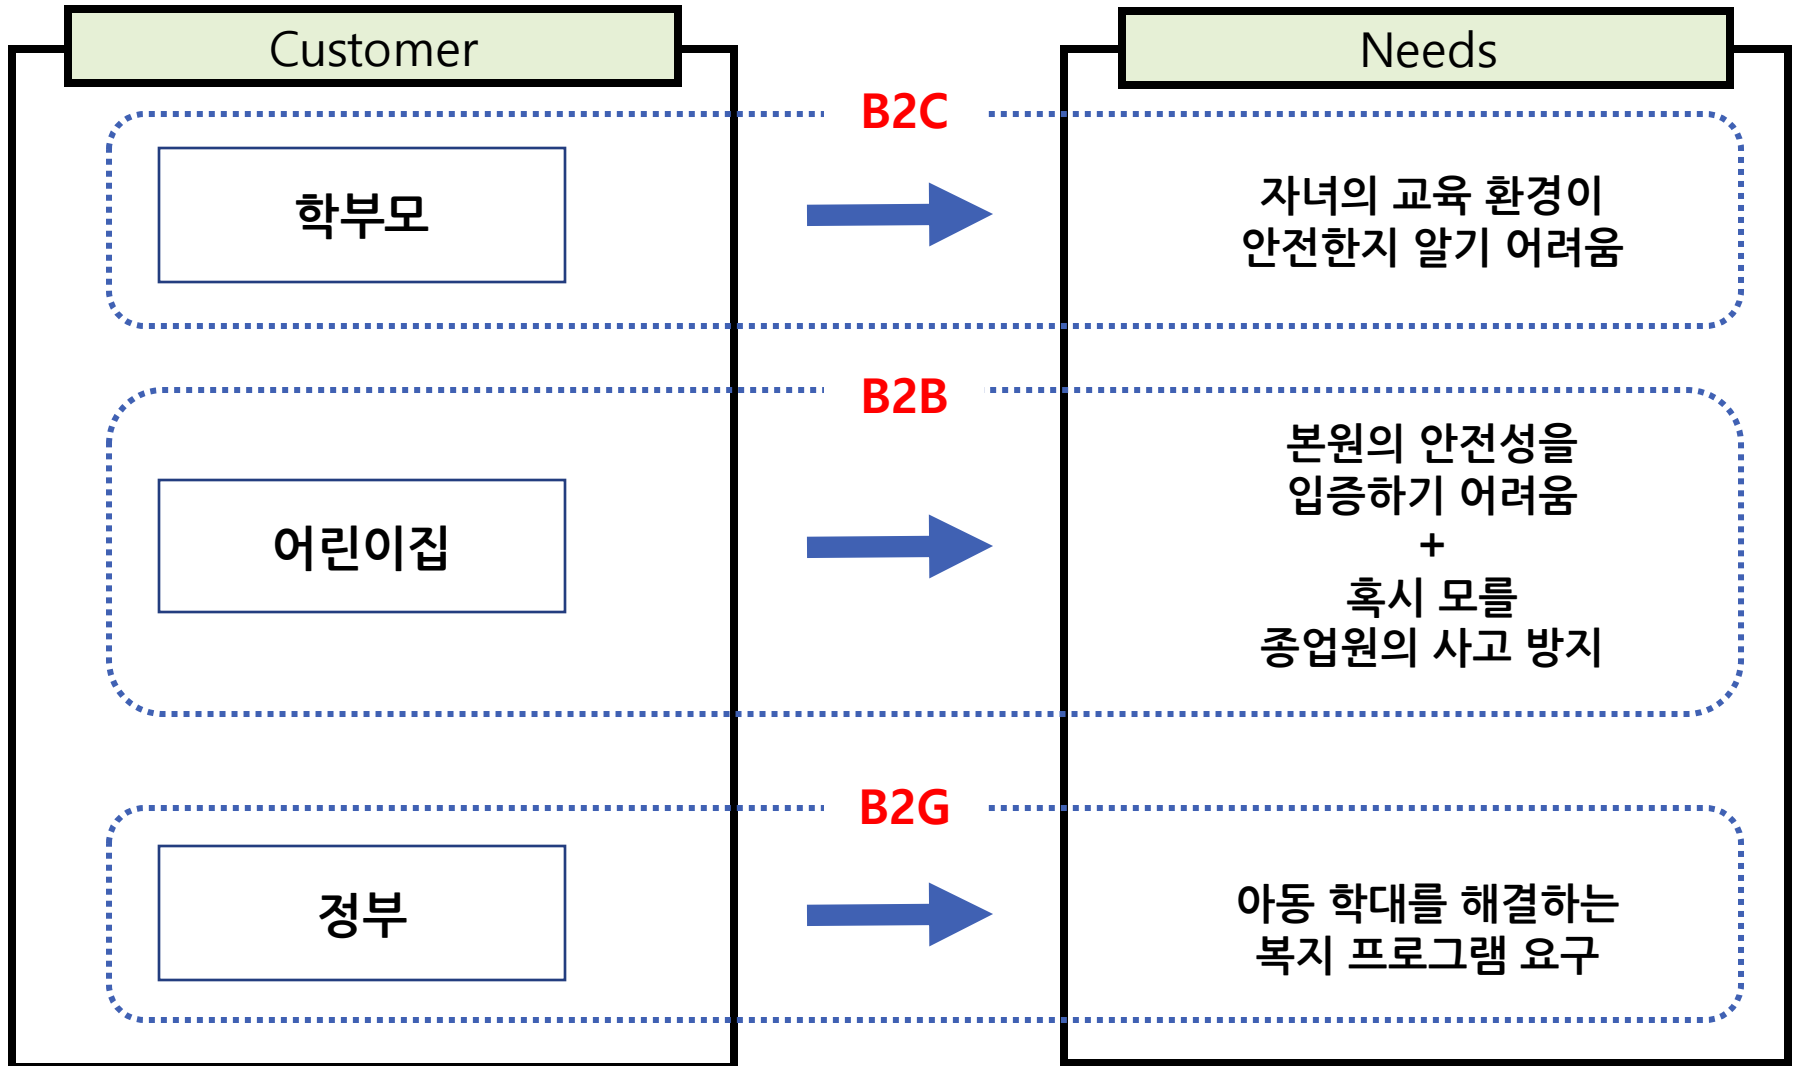 Customer
Needs
B2C
학부모
자녀의 교육 환경이
안전한지 알기 어려움
B2B
어린이집
본원의 안전성을
입증하기 어려움
+
혹시 모를
종업원의 사고 방지
B2G
정부
아동 학대를 해결하는
복지 프로그램 요구